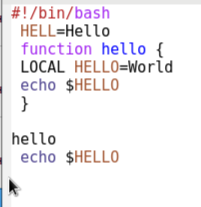 #!/bin/bash
HELL=Hello
function hello {
LOCAL HELLO=World
echo $HELLO
}
hello
echo $HELLO